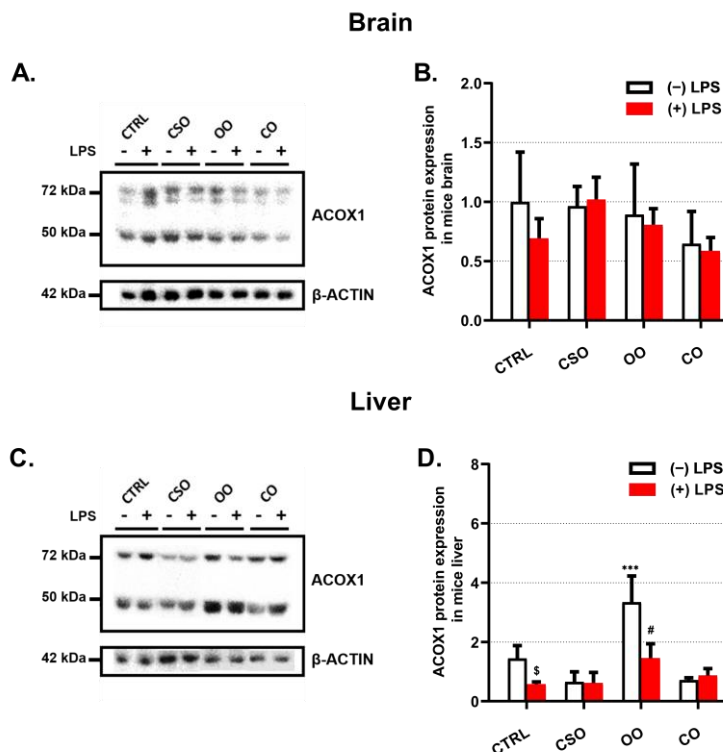 Brain
A.
CTRL CSO OO CO
LPS - + - + - + - +
72 kDa
50 kDa
ACOX1
42 kDa
β-ACTIN
B.
(−) LPS
(+) LPS
ACOX1 protein expression
in mice brain
2.0
1.5
1.0
0.5
0.0
CTRL CSO OO CO
Liver
C.
CTRL CSO OO CO
LPS - + - + - + - +
72 kDa
50 kDa
ACOX1
42 kDa
β-ACTIN
D.
(−) LPS
(+) LPS
ACOX1 protein expression
in mice liver
8
6
4
2
0
***
#
$
CTRL CSO OO CO